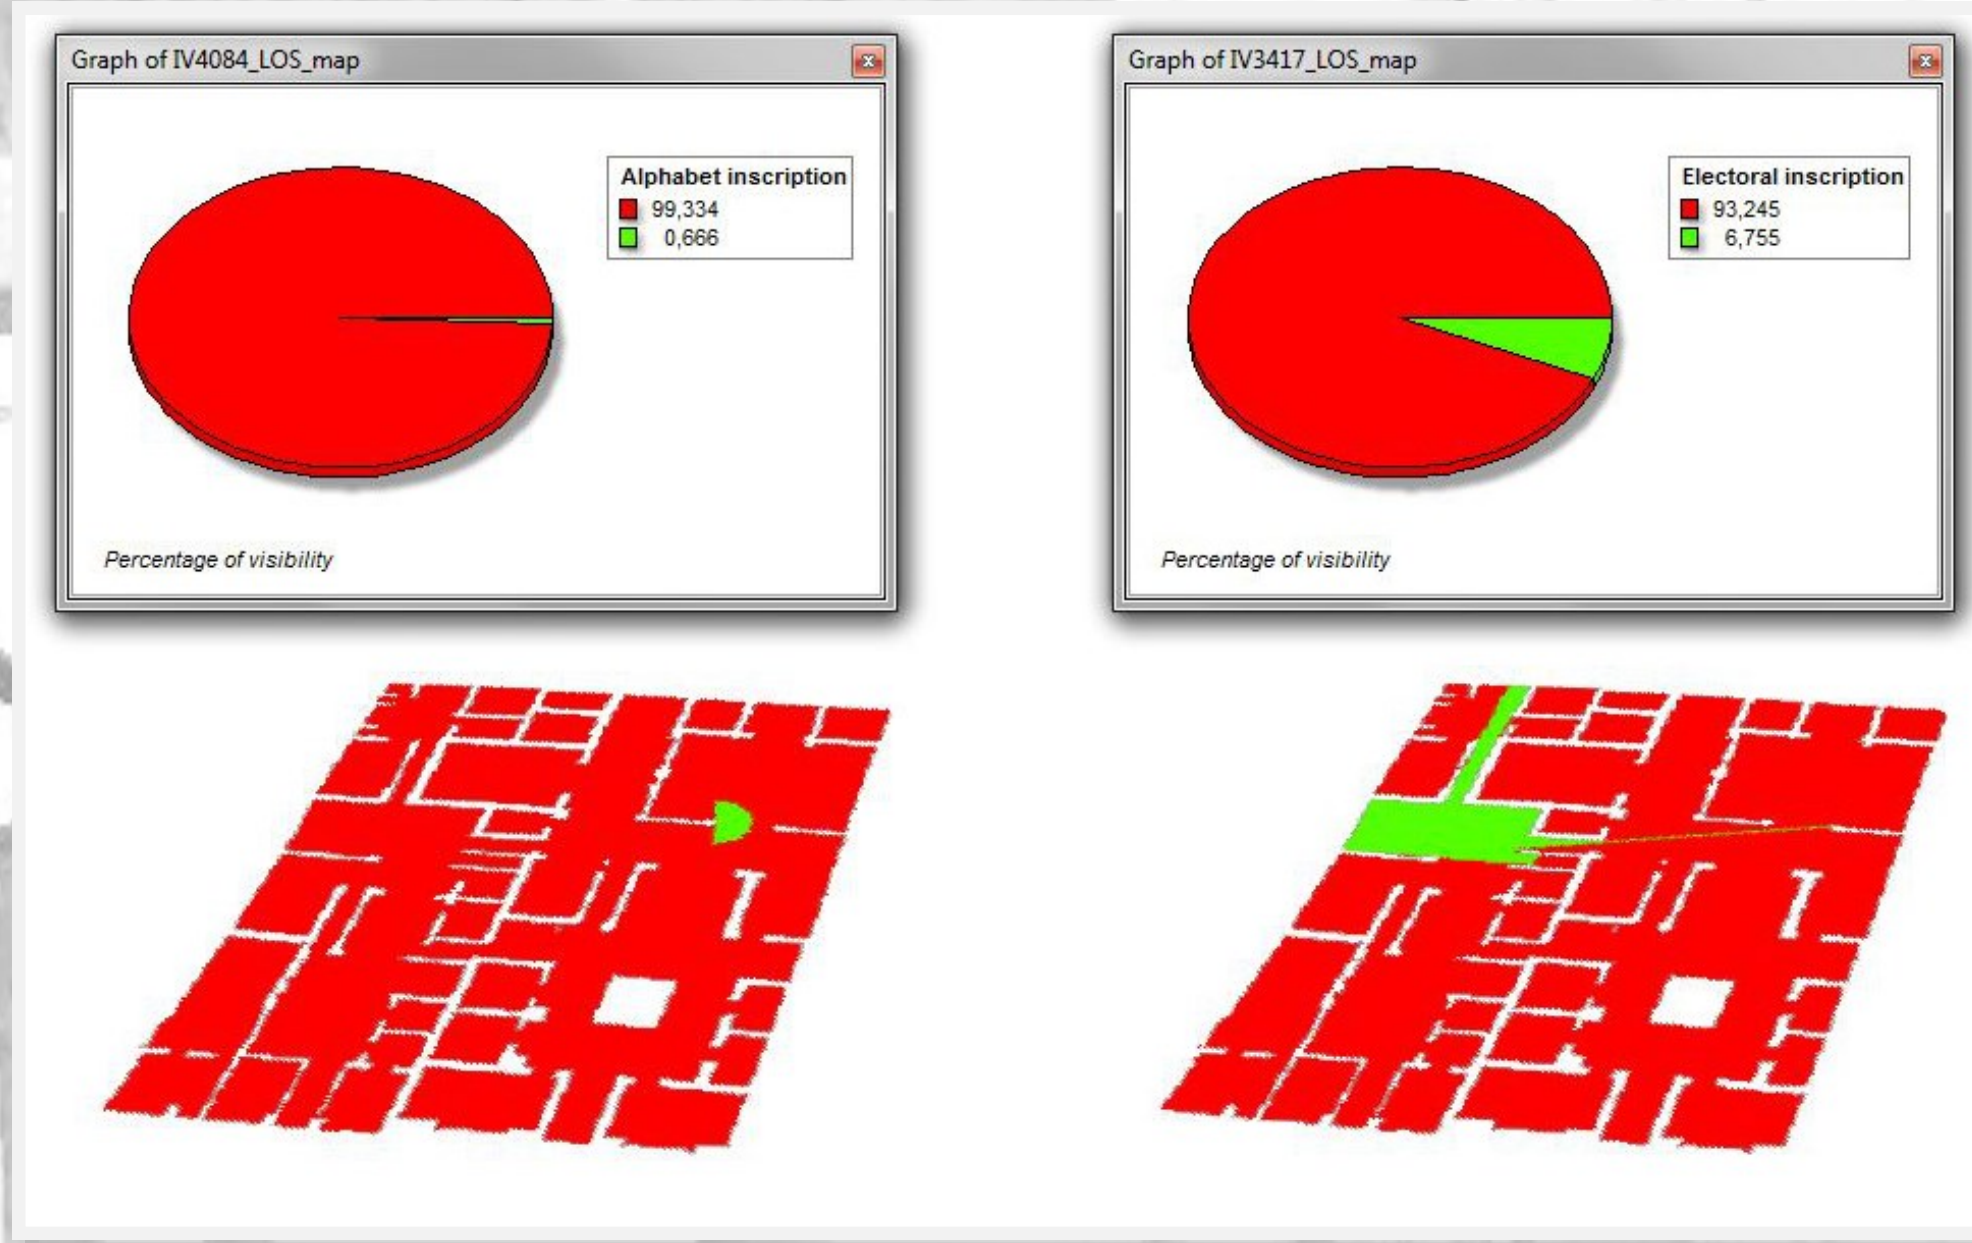 Graph of IV4084_LOS_map
Alphabet inscription
99,334
0,666
Percentage of visibility
Graph of IV3417_LOS_map
Electoral inscription
93,245
6,755
Percentage of visibility